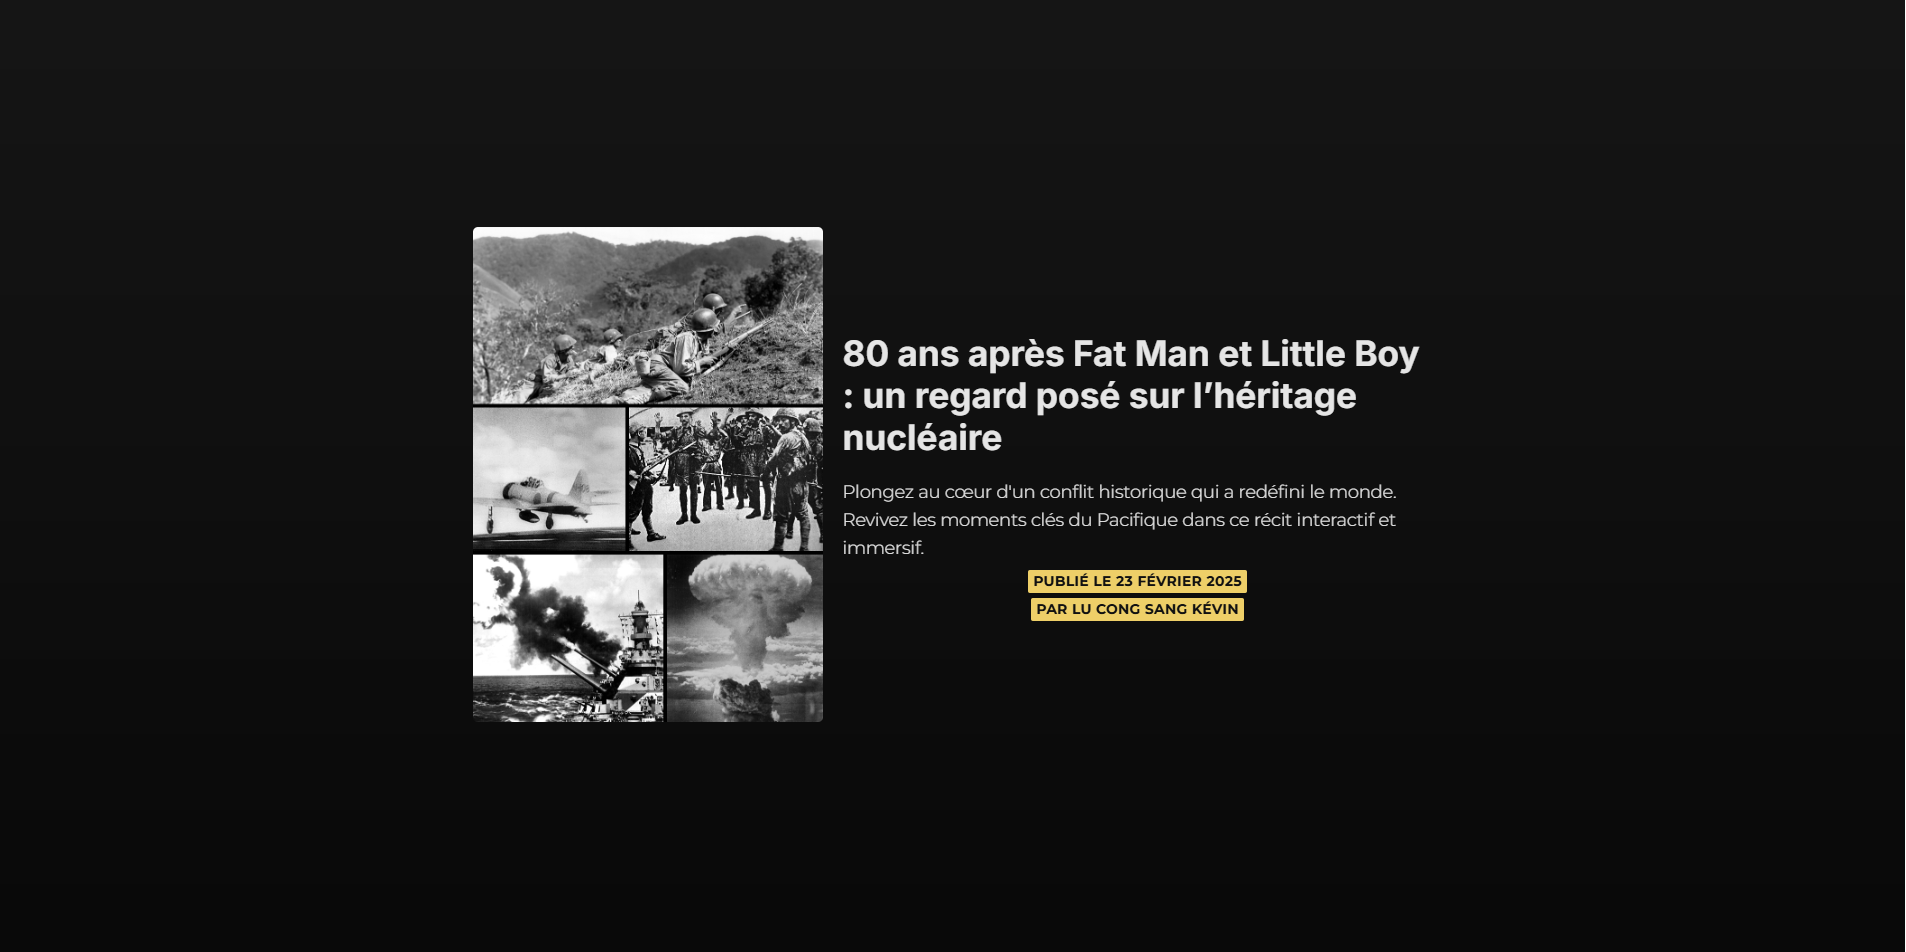 80 ans après Fat Man et Little Boy
: un regard posé sur l’héritage
nucléaire
Plongez au cœur d'un conflit historique qui a redéfini le monde.
Revivez les moments clés du Pacifique dans ce récit interactif et
immersif.
PUBLIÉ LE 23 FÉVRIER 2025
PAR LU CONG SANG KÉVIN